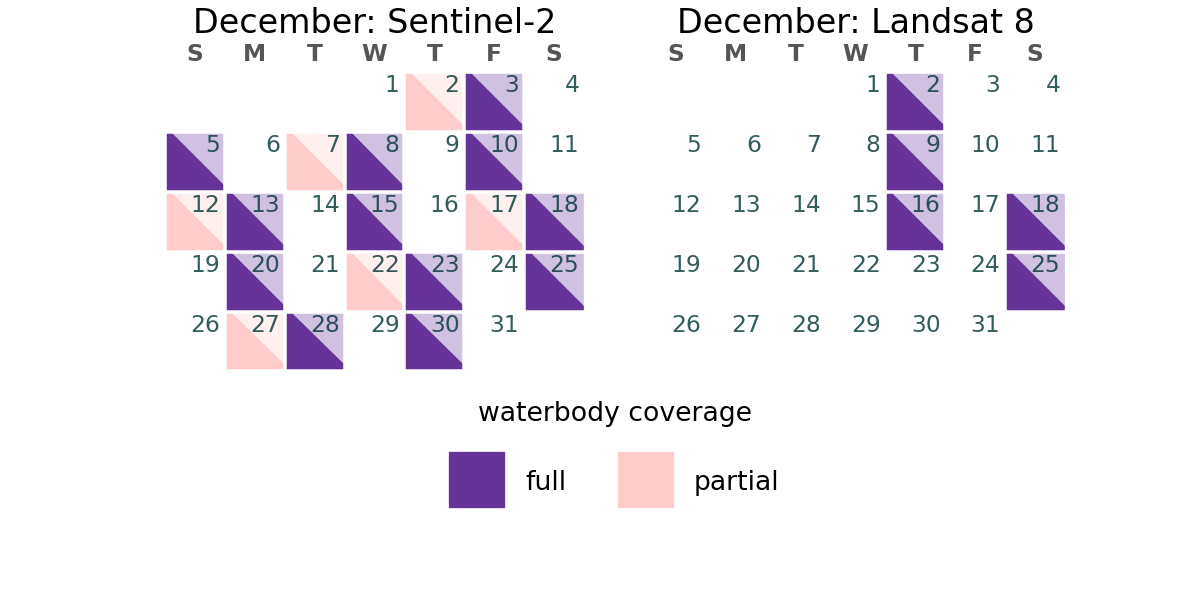 December: Sentinel-2
S M T W T F S
1 2 3 4
5 6 7 8 9 10 11
12 13 14 15 16 17 18
19 20 21 22 23 24 25
26 27 28 29 30 31
December: Landsat 8
S M T W T F S
1 2 3 4
5 6 7 8 9 10 11
12 13 14 15 16 17 18
19 20 21 22 23 24 25
26 27 28 29 30 31
waterbody coverage
full
partial